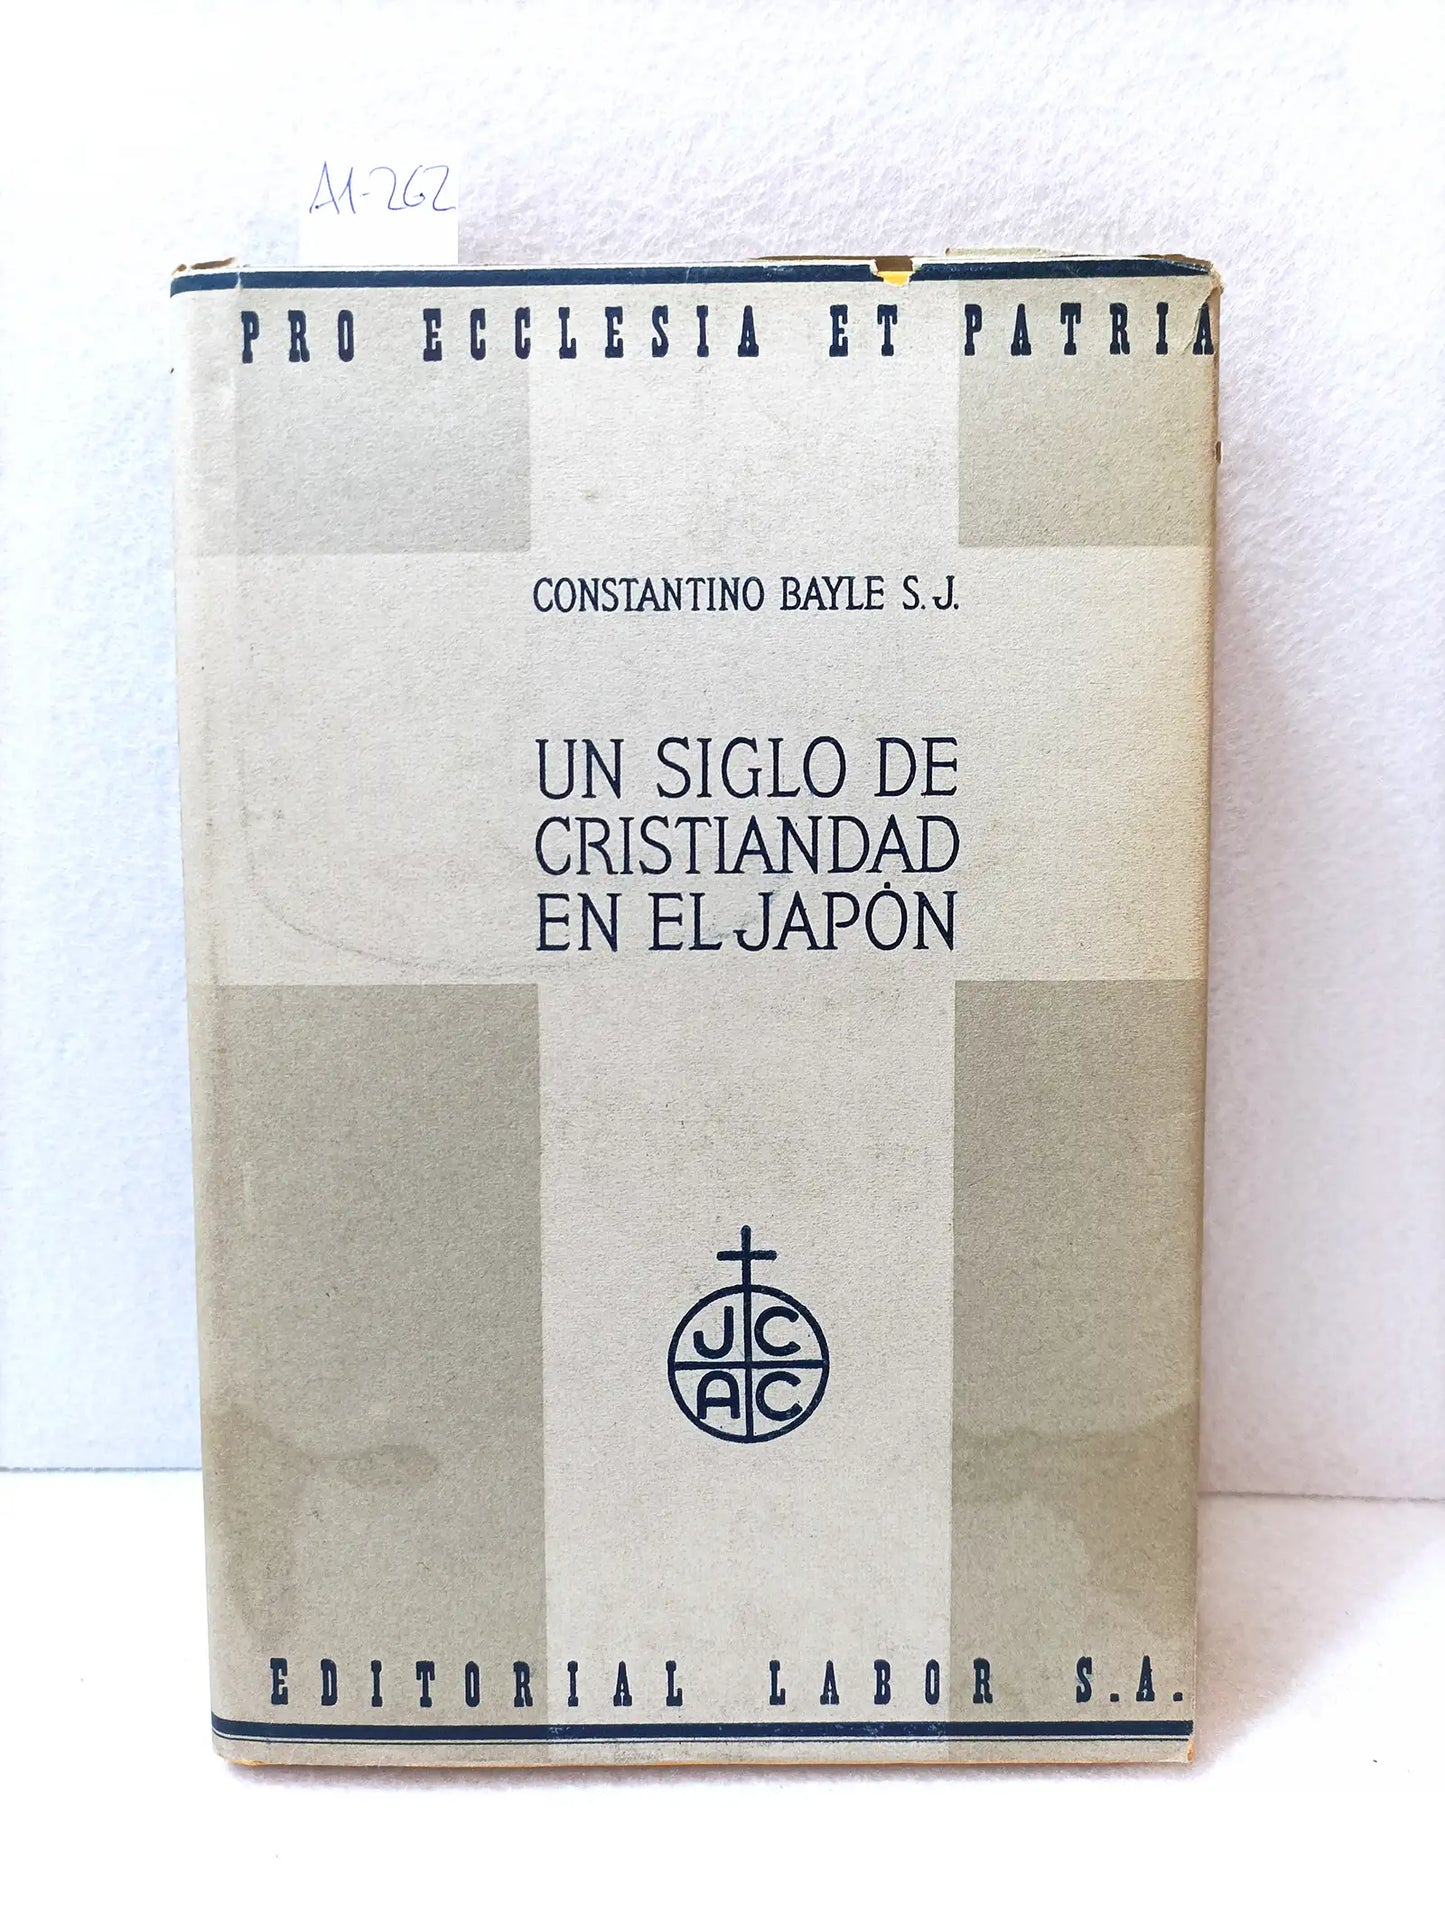 A1-262
PRO ECCLESIA ET PATRIA
CONSTANTINO BAYLE S.J.
UN SIGLO DE
CRISTIANDAD
EN EL JAPÓN
JC
AC
EDITORIAL LABOR S.A.